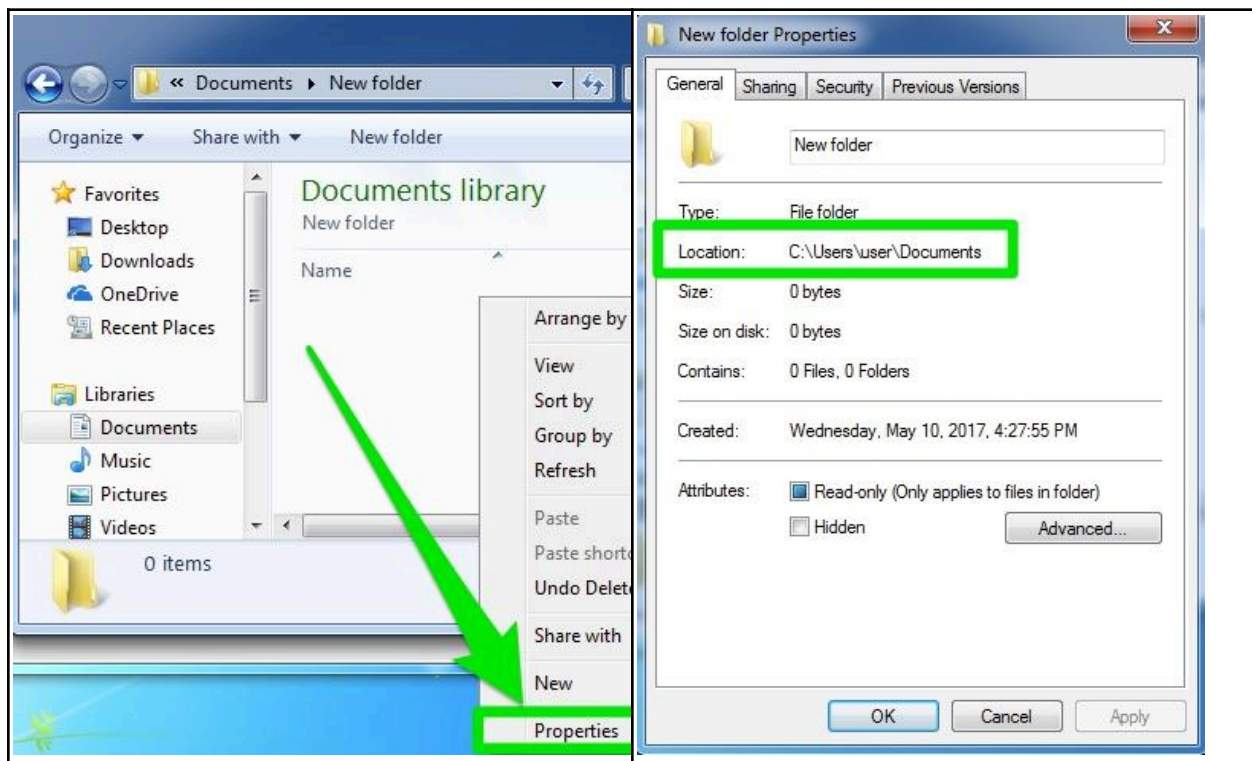 « Documents ▸ New folder
Organize ▼ Share with ▼ New folder
Favorites
Desktop
Downloads
OneDrive
Recent Places
Libraries
Documents
Music
Pictures
Videos
Documents library
New folder
Name
Arrange by
View
Sort by
Group by
Refresh
Paste
Paste shortc
Undo Delet
Share with
New
Properties
0 items
New folder Properties
General Sharing Security Previous Versions
New folder
Type: File folder
Location: C:\Users\user\Documents
Size: 0 bytes
Size on disk: 0 bytes
Contains: 0 Files, 0 Folders
Created: Wednesday, May 10, 2017, 4:27:55 PM
Attributes: Read-only (Only applies to files in folder)
Hidden Advanced...
OK Cancel Apply